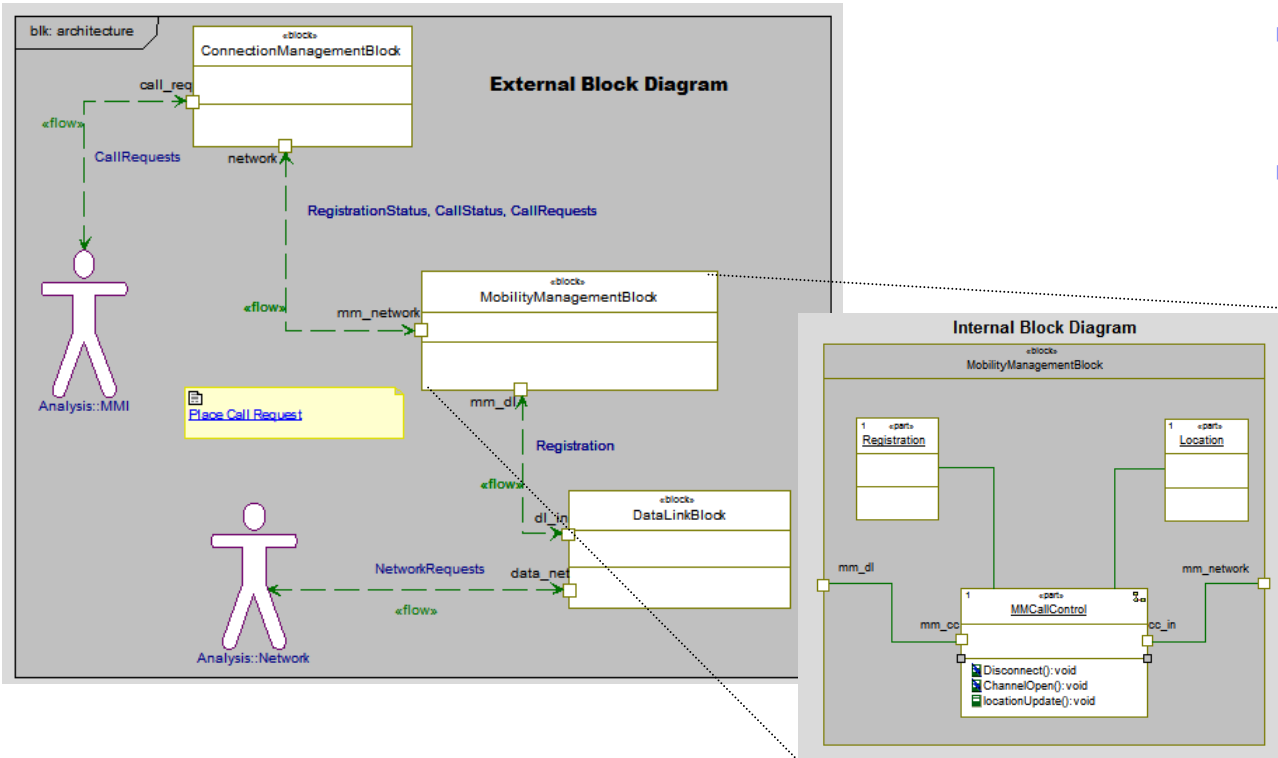 blk: architecture
«block»
ConnectionManagementBlock
External Block Diagram
call_req
«flow»
CallRequests
network
RegistrationStatus, CallStatus, CallRequests
«block»
MobilityManagementBlock
«flow»
mm_network
Analysis::MMI
Place Call Request
mm_dl
Registration
«flow»
«block»
DataLinkBlock
dl_in
NetworkRequests
data_net
«flow»
Analysis::Network
Internal Block Diagram
«block»
MobilityManagementBlock
1 «part»
Registration
1 «part»
Location
mm_dl
mm_network
1 «part»
MMCallControl
mm_cc
cc_in
Disconnect():void
ChannelOpen():void
locationUpdate():void